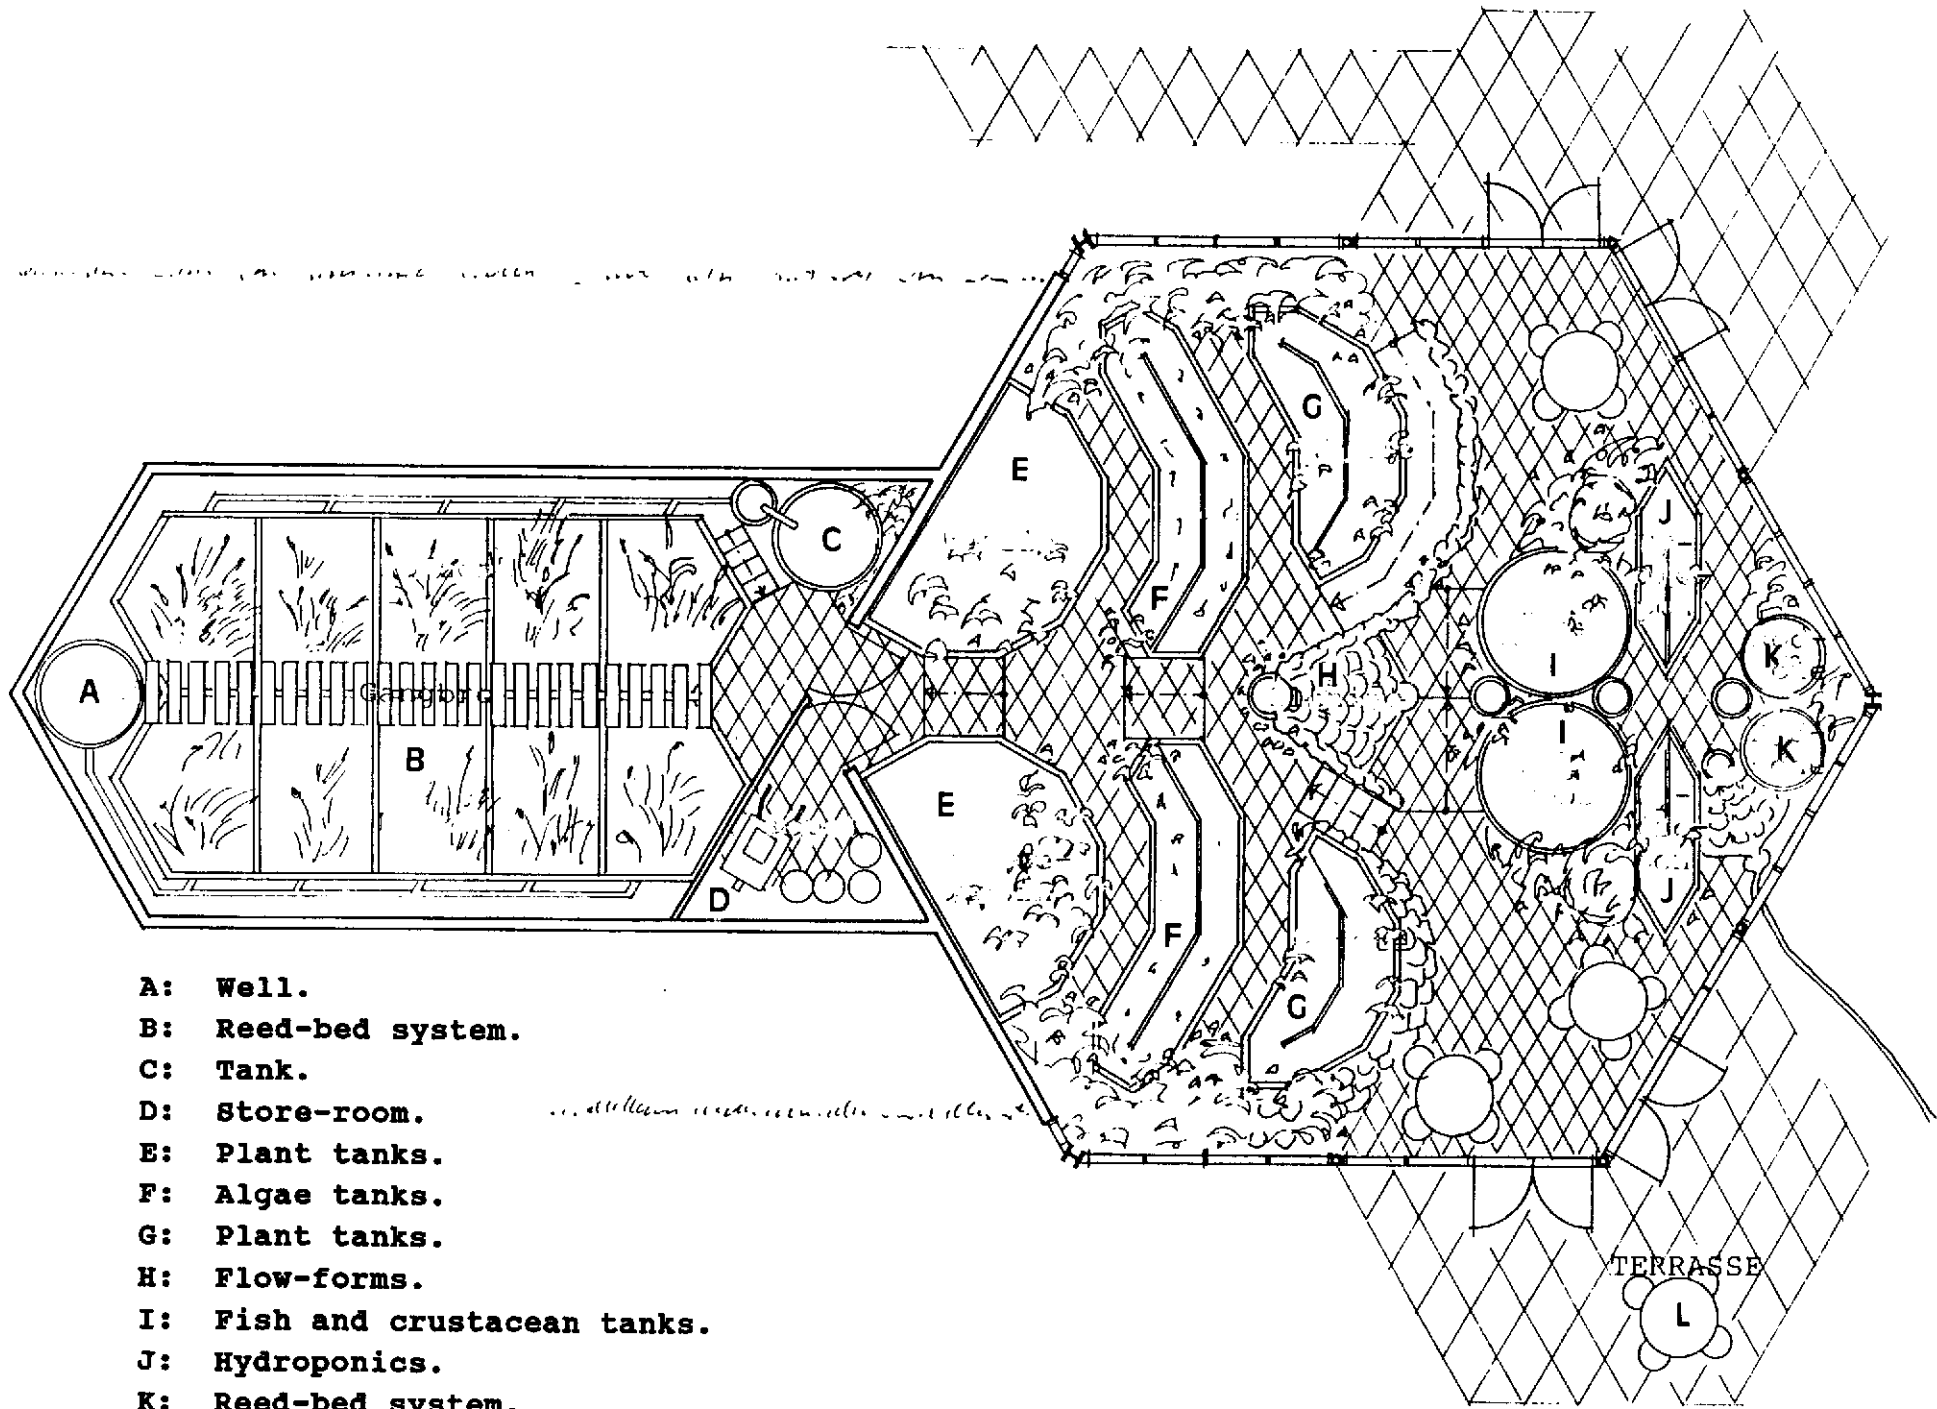 E
G
J
C
F
I
A
H
K
B
I
K
E
D
F
G
J
A: Well.
B: Reed-bed system.
C: Tank.
D: Store-room.
E: Plant tanks.
F: Algae tanks.
G: Plant tanks.
H: Flow-forms.
I: Fish and crustacean tanks.
J: Hydroponics.
K: Reed-bed system.
TERRASSE
L